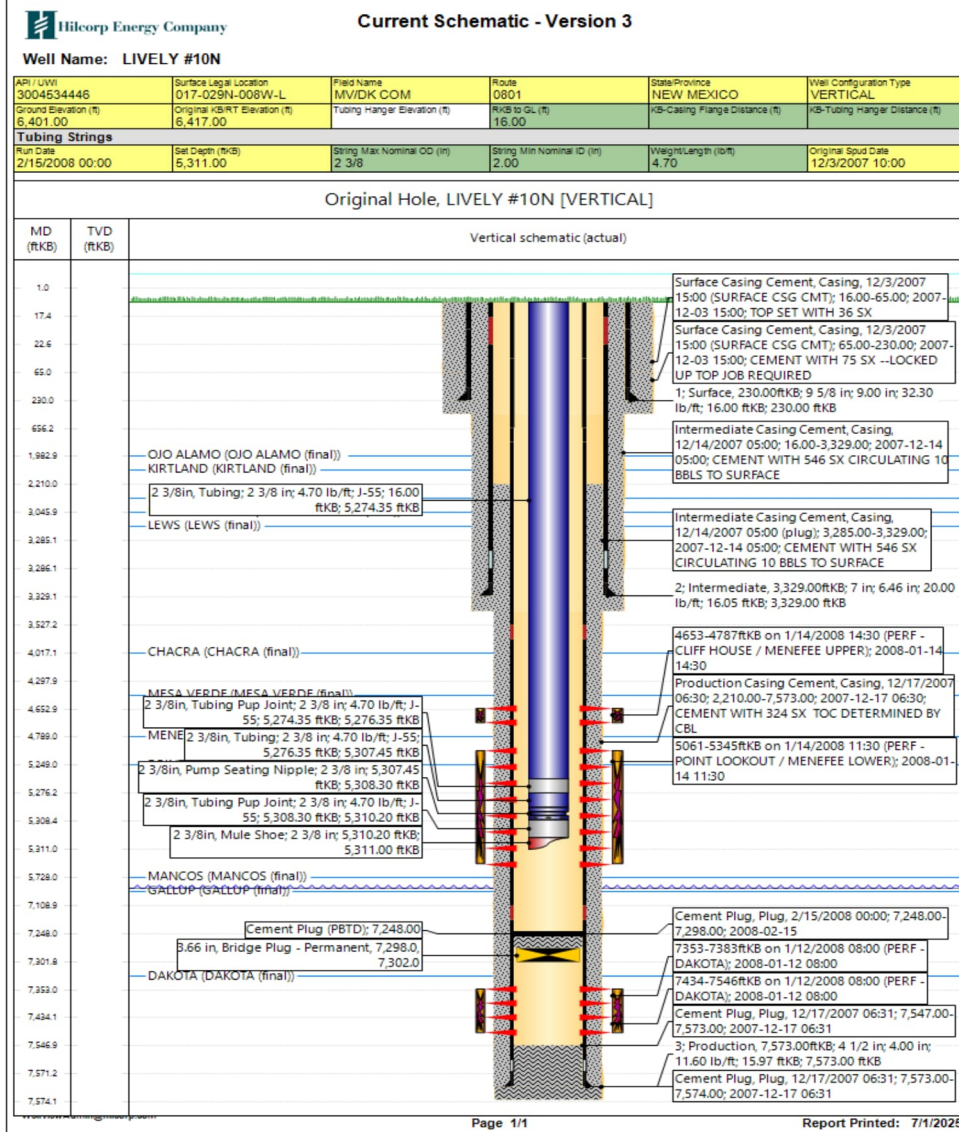 Hilcorp Energy Company
Current Schematic - Version 3
Well Name: LIVELY #10N
API / UWI
3004534446
Surface Legal Location
017-029N-008W-L
Field Name
MV/DK COM
Route
0801
State/Province
NEW MEXICO
Well Configuration Type
VERTICAL
Ground Elevation (ft)
6,401.00
Original KB/RT Elevation (ft)
6,417.00
Tubing Hanger Elevation (ft)
RKB to GL (ft)
16.00
KB-Casing Flange Distance (ft)
KB-Tubing Hanger Distance (ft)
Tubing Strings
Run Date
2/15/2008 00:00
Set Depth (ftKB)
5,311.00
String Max Nominal OD (in)
2 3/8
String Min Nominal ID (in)
2.00
Weight/Length (lb/ft)
4.70
Original Spud Date
12/3/2007 10:00
Original Hole, LIVELY #10N [VERTICAL]
MD
(ftKB)
TVD
(ftKB)
Vertical schematic (actual)
1.0
17.4
22.6
65.0
230.0
656.2
1,982.9
2,210.0
3,045.9
3,285.1
3,286.1
3,329.1
3,527.2
4,017.1
4,297.9
4,652.9
4,789.0
5,249.0
5,276.2
5,308.4
5,311.0
5,728.0
7,108.9
7,248.0
7,301.8
7,353.0
7,434.1
7,546.9
7,571.2
7,574.1
OJO ALAMO (OJO ALAMO (final))
KIRTLAND (KIRTLAND (final))
2 3/8in, Tubing; 2 3/8 in; 4.70 lb/ft; J-55; 16.00
ftKB; 5,274.35 ftKB
LEWS (LEWS (final))
CHACRA (CHACRA (final))
MESA VERDE (MESA VERDE (final))
2 3/8in, Tubing Pup Joint; 2 3/8 in; 4.70 lb/ft; J-
55; 5,274.35 ftKB; 5,276.35 ftKB
MENE
2 3/8in, Tubing; 2 3/8 in; 4.70 lb/ft; J-55;
5,276.35 ftKB; 5,307.45 ftKB
2 3/8in, Pump Seating Nipple; 2 3/8 in; 5,307.45
ftKB; 5,308.30 ftKB
2 3/8in, Tubing Pup Joint; 2 3/8 in; 4.70 lb/ft; J-
55; 5,308.30 ftKB; 5,310.20 ftKB
2 3/8in, Mule Shoe; 2 3/8 in; 5,310.20 ftKB;
5,311.00 ftKB
MANCOS (MANCOS (final))
GALLUP (GALLUP (final))
Cement Plug (PBTD); 7,248.00
3.66 in, Bridge Plug - Permanent, 7,298.0,
7,302.0
DAKOTA (DAKOTA (final))
Surface Casing Cement, Casing, 12/3/2007
15:00 (SURFACE CSG CMT); 16.00-65.00; 2007-
12-03 15:00; TOP SET WITH 36 SX
Surface Casing Cement, Casing, 12/3/2007
15:00 (SURFACE CSG CMT); 65.00-230.00; 2007-
12-03 15:00; CEMENT WITH 75 SX --LOCKED
UP TOP JOB REQUIRED
1; Surface, 230.00ftKB; 9 5/8 in; 9.00 in; 32.30
lb/ft; 16.00 ftKB; 230.00 ftKB
Intermediate Casing Cement, Casing,
12/14/2007 05:00; 16.00-3,329.00; 2007-12-14
05:00; CEMENT WITH 546 SX CIRCULATING 10
BBLS TO SURFACE
Intermediate Casing Cement, Casing,
12/14/2007 05:00 (plug); 3,285.00-3,329.00;
2007-12-14 05:00; CEMENT WITH 546 SX
CIRCULATING 10 BBLS TO SURFACE
2; Intermediate, 3,329.00ftKB; 7 in; 6.46 in; 20.00
lb/ft; 16.05 ftKB; 3,329.00 ftKB
4653-4787ftKB on 1/14/2008 14:30 (PERF -
CLIFF HOUSE / MENEFEE UPPER); 2008-01-14
14:30
Production Casing Cement, Casing, 12/17/2007
06:30; 2,210.00-7,573.00; 2007-12-17 06:30;
CEMENT WITH 324 SX TOC DETERMINED BY
CBL
5061-5345ftKB on 1/14/2008 11:30 (PERF -
POINT LOOKOUT / MENEFEE LOWER); 2008-01-
14 11:30
Cement Plug, Plug, 2/15/2008 00:00; 7,248.00-
7,298.00; 2008-02-15
7353-7383ftKB on 1/12/2008 08:00 (PERF -
DAKOTA); 2008-01-12 08:00
7434-7546ftKB on 1/12/2008 08:00 (PERF -
DAKOTA); 2008-01-12 08:00
Cement Plug, Plug, 12/17/2007 06:31; 7,547.00-
7,573.00; 2007-12-17 06:31
3; Production, 7,573.00ftKB; 4 1/2 in; 4.00 in;
11.60 lb/ft; 15.97 ftKB; 7,573.00 ftKB
Cement Plug, Plug, 12/17/2007 06:31; 7,573.00-
7,574.00; 2007-12-17 06:31
Page 1/1
Report Printed: 7/1/2025